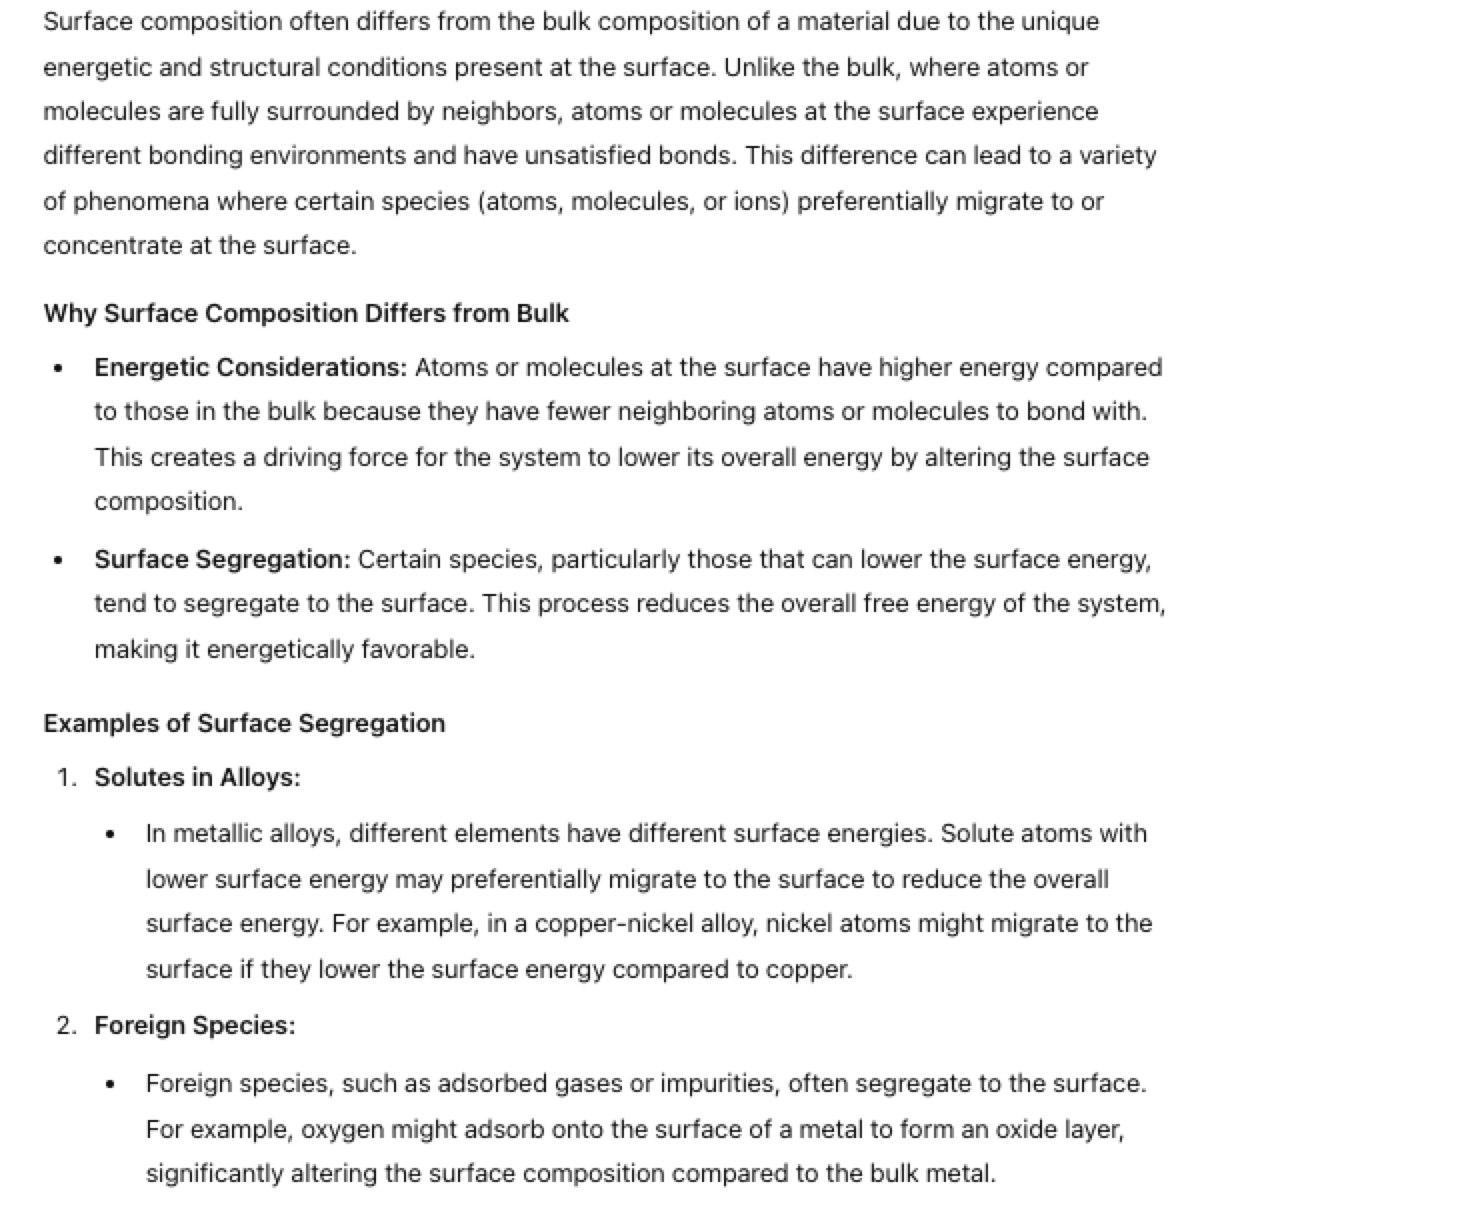 Surface composition often differs from the bulk composition of a material due to the unique
energetic and structural conditions present at the surface. Unlike the bulk, where atoms or
molecules are fully surrounded by neighbors, atoms or molecules at the surface experience
different bonding environments and have unsatisfied bonds. This difference can lead to a variety
of phenomena where certain species (atoms, molecules, or ions) preferentially migrate to or
concentrate at the surface.
Why Surface Composition Differs from Bulk
• Energetic Considerations: Atoms or molecules at the surface have higher energy compared
to those in the bulk because they have fewer neighboring atoms or molecules to bond with.
This creates a driving force for the system to lower its overall energy by altering the surface
composition.
• Surface Segregation: Certain species, particularly those that can lower the surface energy,
tend to segregate to the surface. This process reduces the overall free energy of the system,
making it energetically favorable.
Examples of Surface Segregation
1. Solutes in Alloys:
• In metallic alloys, different elements have different surface energies. Solute atoms with
lower surface energy may preferentially migrate to the surface to reduce the overall
surface energy. For example, in a copper-nickel alloy, nickel atoms might migrate to the
surface if they lower the surface energy compared to copper.
2. Foreign Species:
• Foreign species, such as adsorbed gases or impurities, often segregate to the surface.
For example, oxygen might adsorb onto the surface of a metal to form an oxide layer,
significantly altering the surface composition compared to the bulk metal.